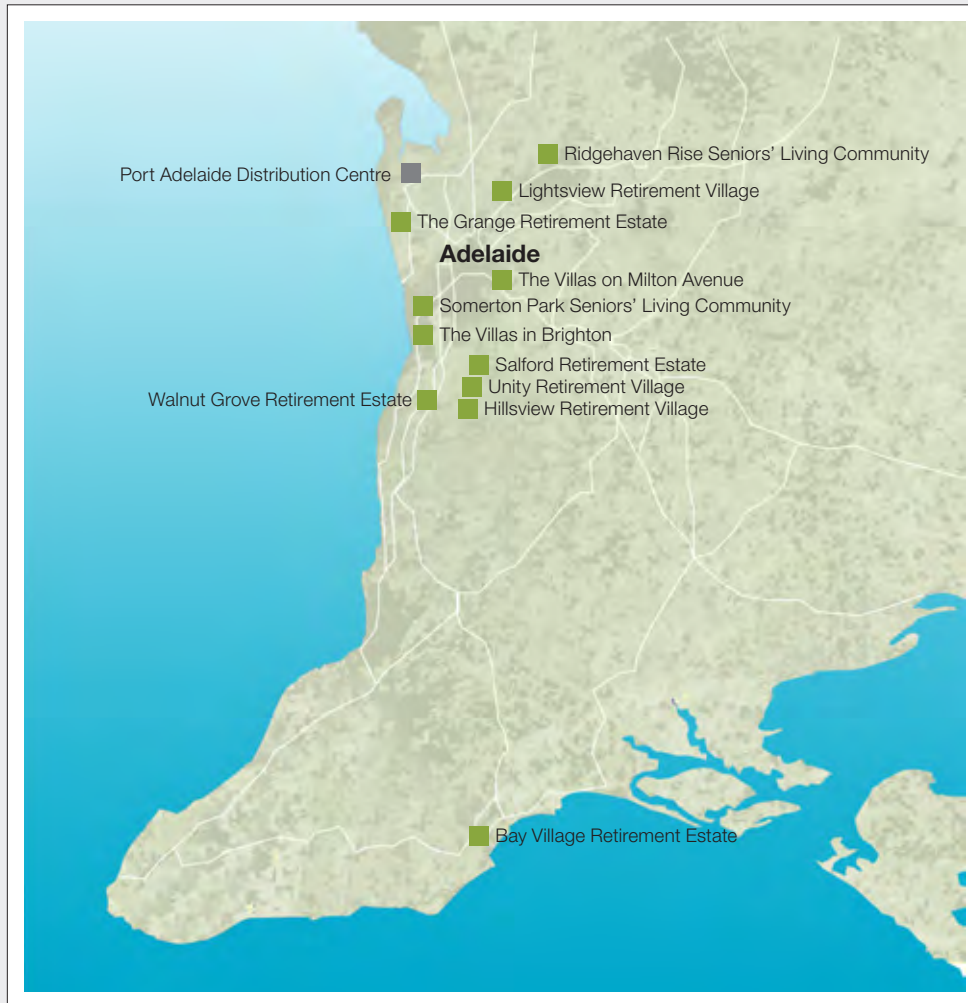 Ridgehaven Rise Seniors’ Living Community
Port Adelaide Distribution Centre
Lightsview Retirement Village
The Grange Retirement Estate
Adelaide
The Villas on Milton Avenue
Somerton Park Seniors’ Living Community
The Villas in Brighton
Salford Retirement Estate
Unity Retirement Village
Walnut Grove Retirement Estate
Hillsview Retirement Village
Bay Village Retirement Estate